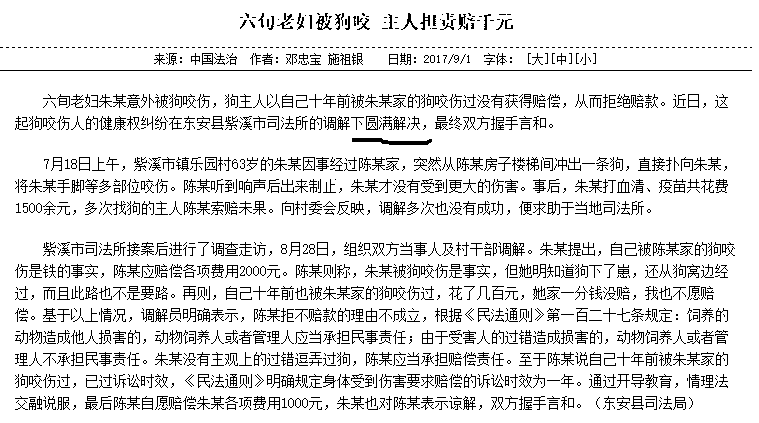 六旬老妇被狗咬 主人担责赔千元
来源：中国法治 作者：邓忠宝 施祖银 日期：2017/9/1 字体：[大][中][小]
六旬老妇朱某意外被狗咬伤，狗主人以自己十年前被朱某家的狗咬伤过没有获得赔偿，从而拒绝赔款。近日，这
起狗咬伤人的健康权纠纷在东安县紫溪市司法所的调解下圆满解决，最终双方握手言和。
7月18日上午，紫溪市镇乐园村63岁的朱某因事经过陈某家，突然从陈某房子楼梯间冲出一条狗，直接扑向朱某，
将朱某手脚等多部位咬伤。陈某听到响声后出来制止，朱某才没有受到更大的伤害。事后，朱某打血清、疫苗共花费
1500余元，多次找狗的主人陈某索赔未果。向村委会反映，调解多次也没有成功，便求助于当地司法所。
紫溪市司法所接案后进行了调查走访，8月28日，组织双方当事人及村干部调解。朱某提出，自己被陈某家的狗咬
伤是铁的事实，陈某应赔偿各项费用2000元。陈某则称，朱某被狗咬伤是事实，但她明知道狗下了崽，还从狗窝边经
过，而且此路也不是要路。再则，自己十年前也被朱某家的狗咬伤过，花了几百元，她家一分钱没赔，我也不愿赔
偿。基于以上情况，调解员明确表示，陈某拒不赔款的理由不成立，根据《民法通则》第一百二十七条规定：饲养的
动物造成他人损害的，动物饲养人或者管理人应当承担民事责任；由于受害人的过错造成损害的，动物饲养人或者管
理人不承担民事责任。朱某没有主观上的过错逗弄过狗，陈某应当承担赔偿责任。至于陈某说自己十年前被朱某家的
狗咬伤过，已过诉讼时效，《民法通则》明确规定身体受到伤害要求赔偿的诉讼时效为一年。通过开导教育，情理法
交融说服，最后陈某自愿赔偿朱某各项费用1000元，朱某也对陈某表示谅解，双方握手言和。（东安县司法局）